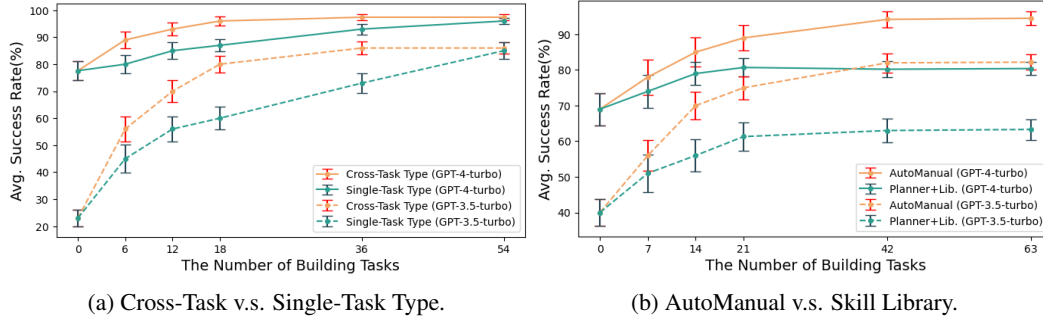 Avg. Success Rate(%)
100
90
80
70
60
50
40
30
20
0
6
12
18
36
54
The Number of Building Tasks
Cross-Task Type (GPT-4-turbo)
Single-Task Type (GPT-4-turbo)
Cross-Task Type (GPT-3.5-turbo)
Single-Task Type (GPT-3.5-turbo)
(a) Cross-Task v.s. Single-Task Type.
Avg. Success Rate(%)
90
80
70
60
50
40
0
7
14
21
42
63
The Number of Building Tasks
AutoManual (GPT-4-turbo)
Planner+Lib. (GPT-4-turbo)
AutoManual (GPT-3.5-turbo)
Planner+Lib. (GPT-3.5-turbo)
(b) AutoManual v.s. Skill Library.